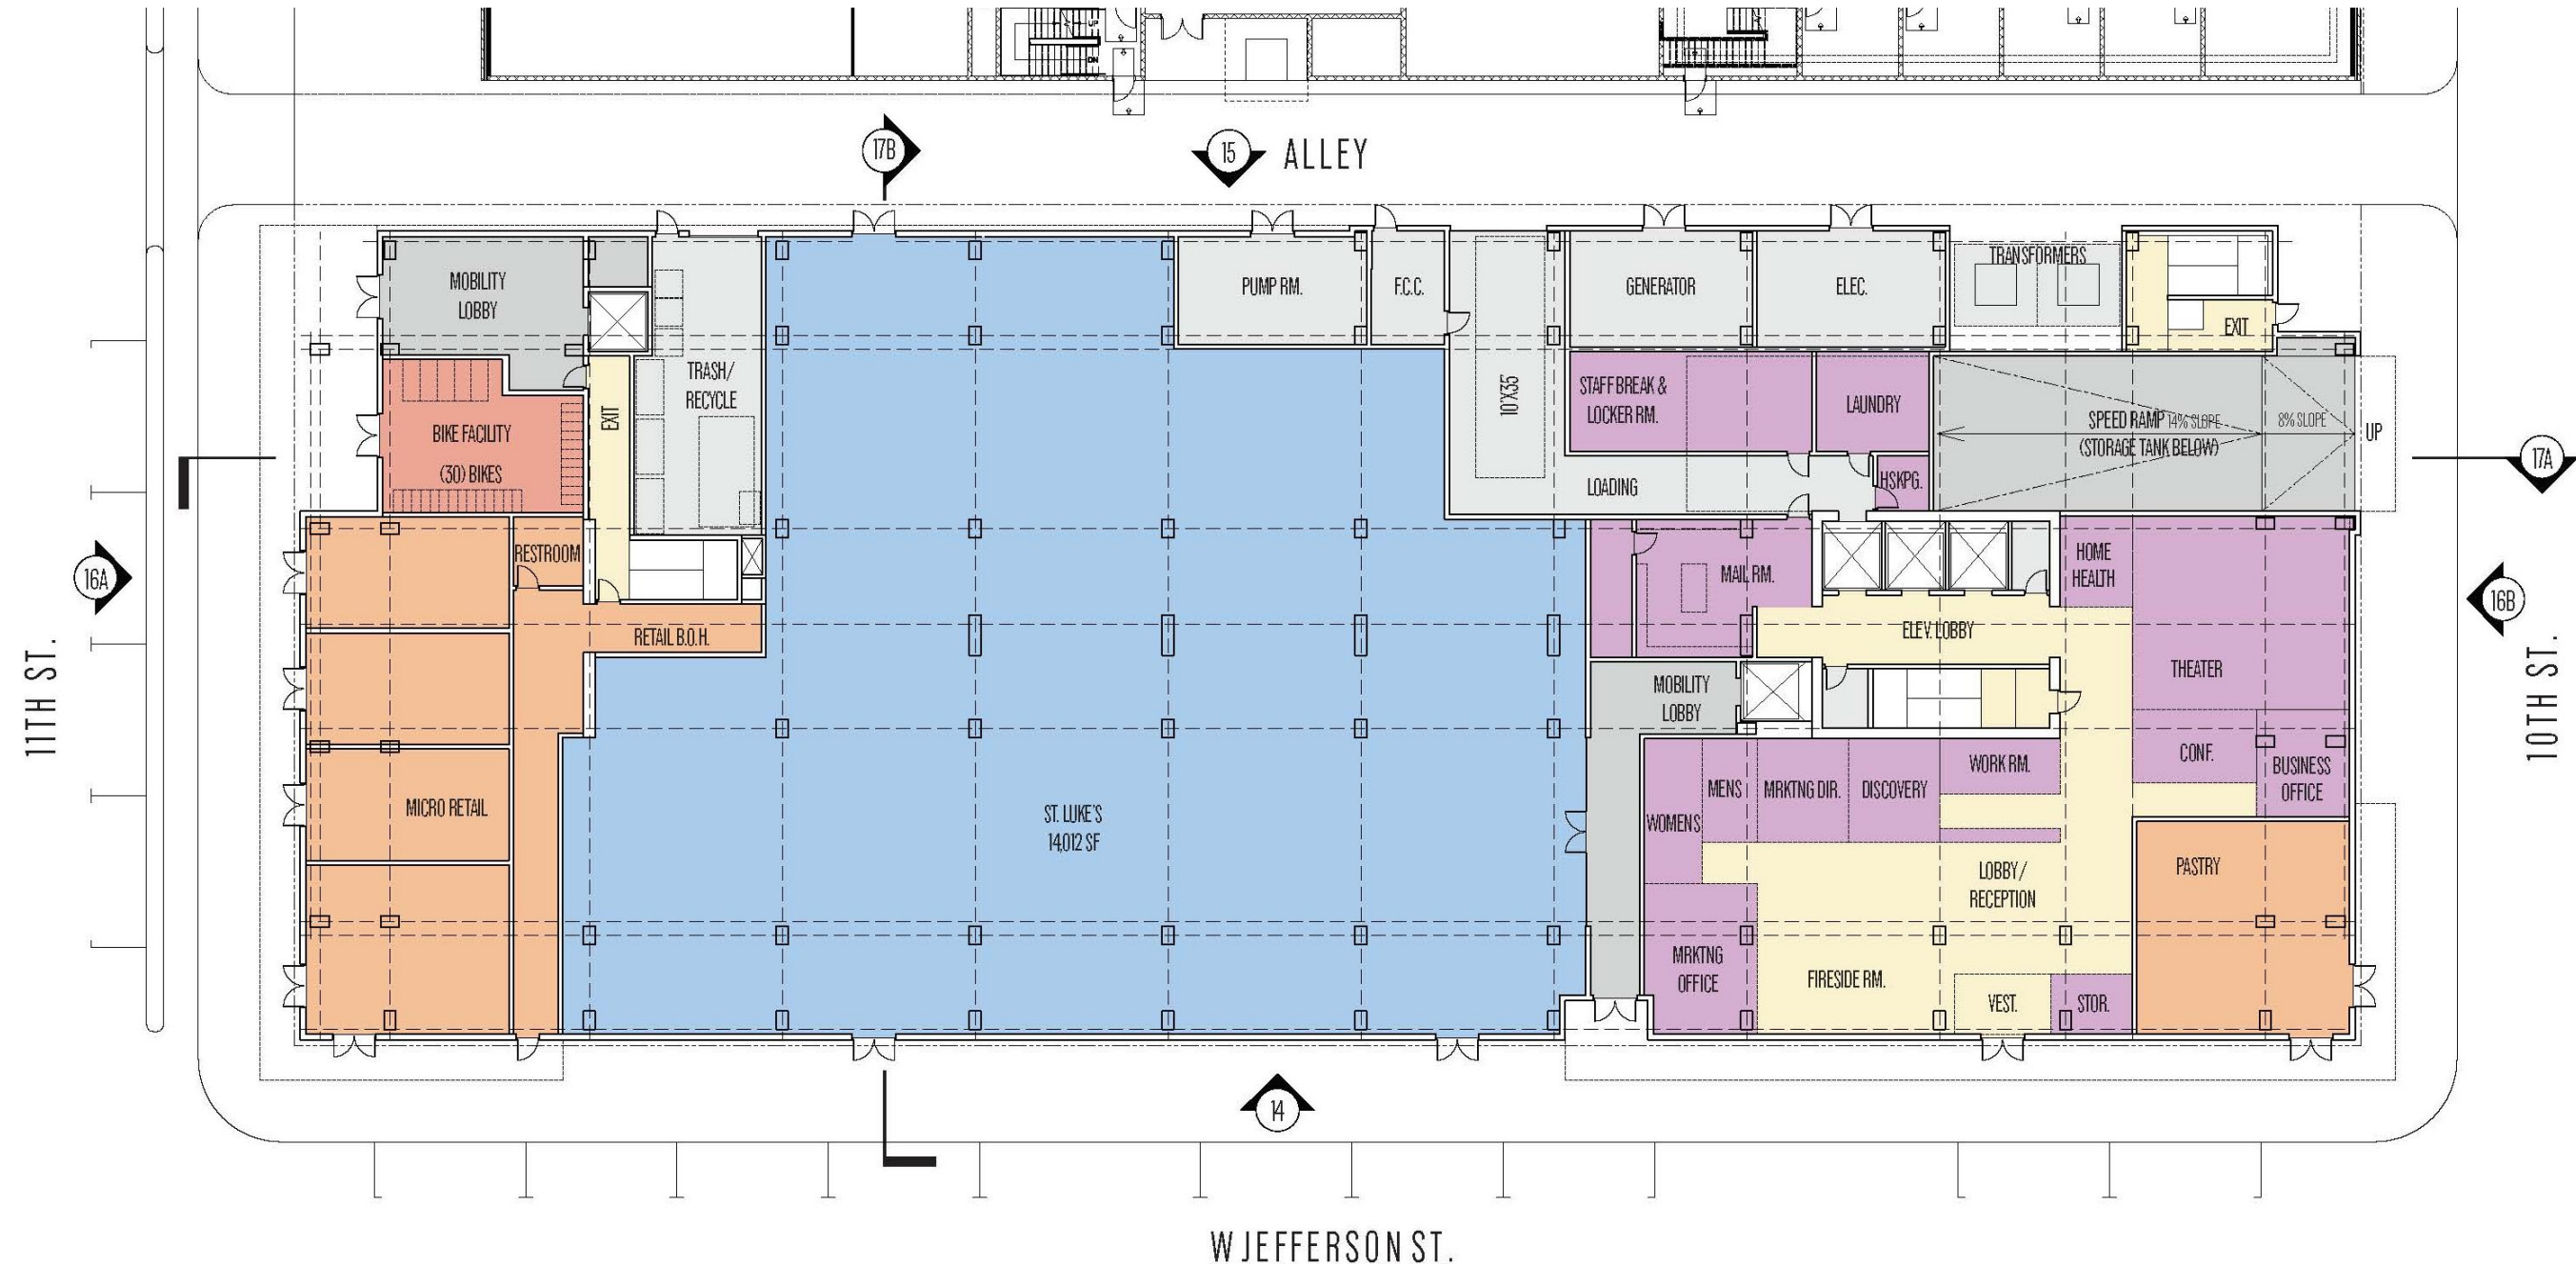 UP
DN
17B
15
ALLEY
MOBILITY
LOBBY
PUMP RM.
F.C.C.
GENERATOR
ELEC.
TRANSFORMERS
EXIT
TRASH/
RECYCLE
10'X35'
STAFF BREAK &
LOCKER RM.
LAUNDRY
SPEED RAMP 14% SLOPE
(STORAGE TANK BELOW)
8% SLOPE
UP
EXIT
BIKE FACILITY
(30) BIKES
LOADING
HSKPG.
17A
16A
RESTROOM
MAIL RM.
HOME
HEALTH
16B
RETAIL B.O.H.
ELEV. LOBBY
11TH ST.
10TH ST.
THEATER
MOBILITY
LOBBY
MICRO RETAIL
ST. LUKE'S
14,012 SF
WOMENS
MENS
MRKTNG DIR.
DISCOVERY
WORK RM.
CONF.
BUSINESS
OFFICE
LOBBY/
RECEPTION
PASTRY
MRKTNG
OFFICE
FIRESIDE RM.
VEST.
STOR.
14
W JEFFERSON ST.